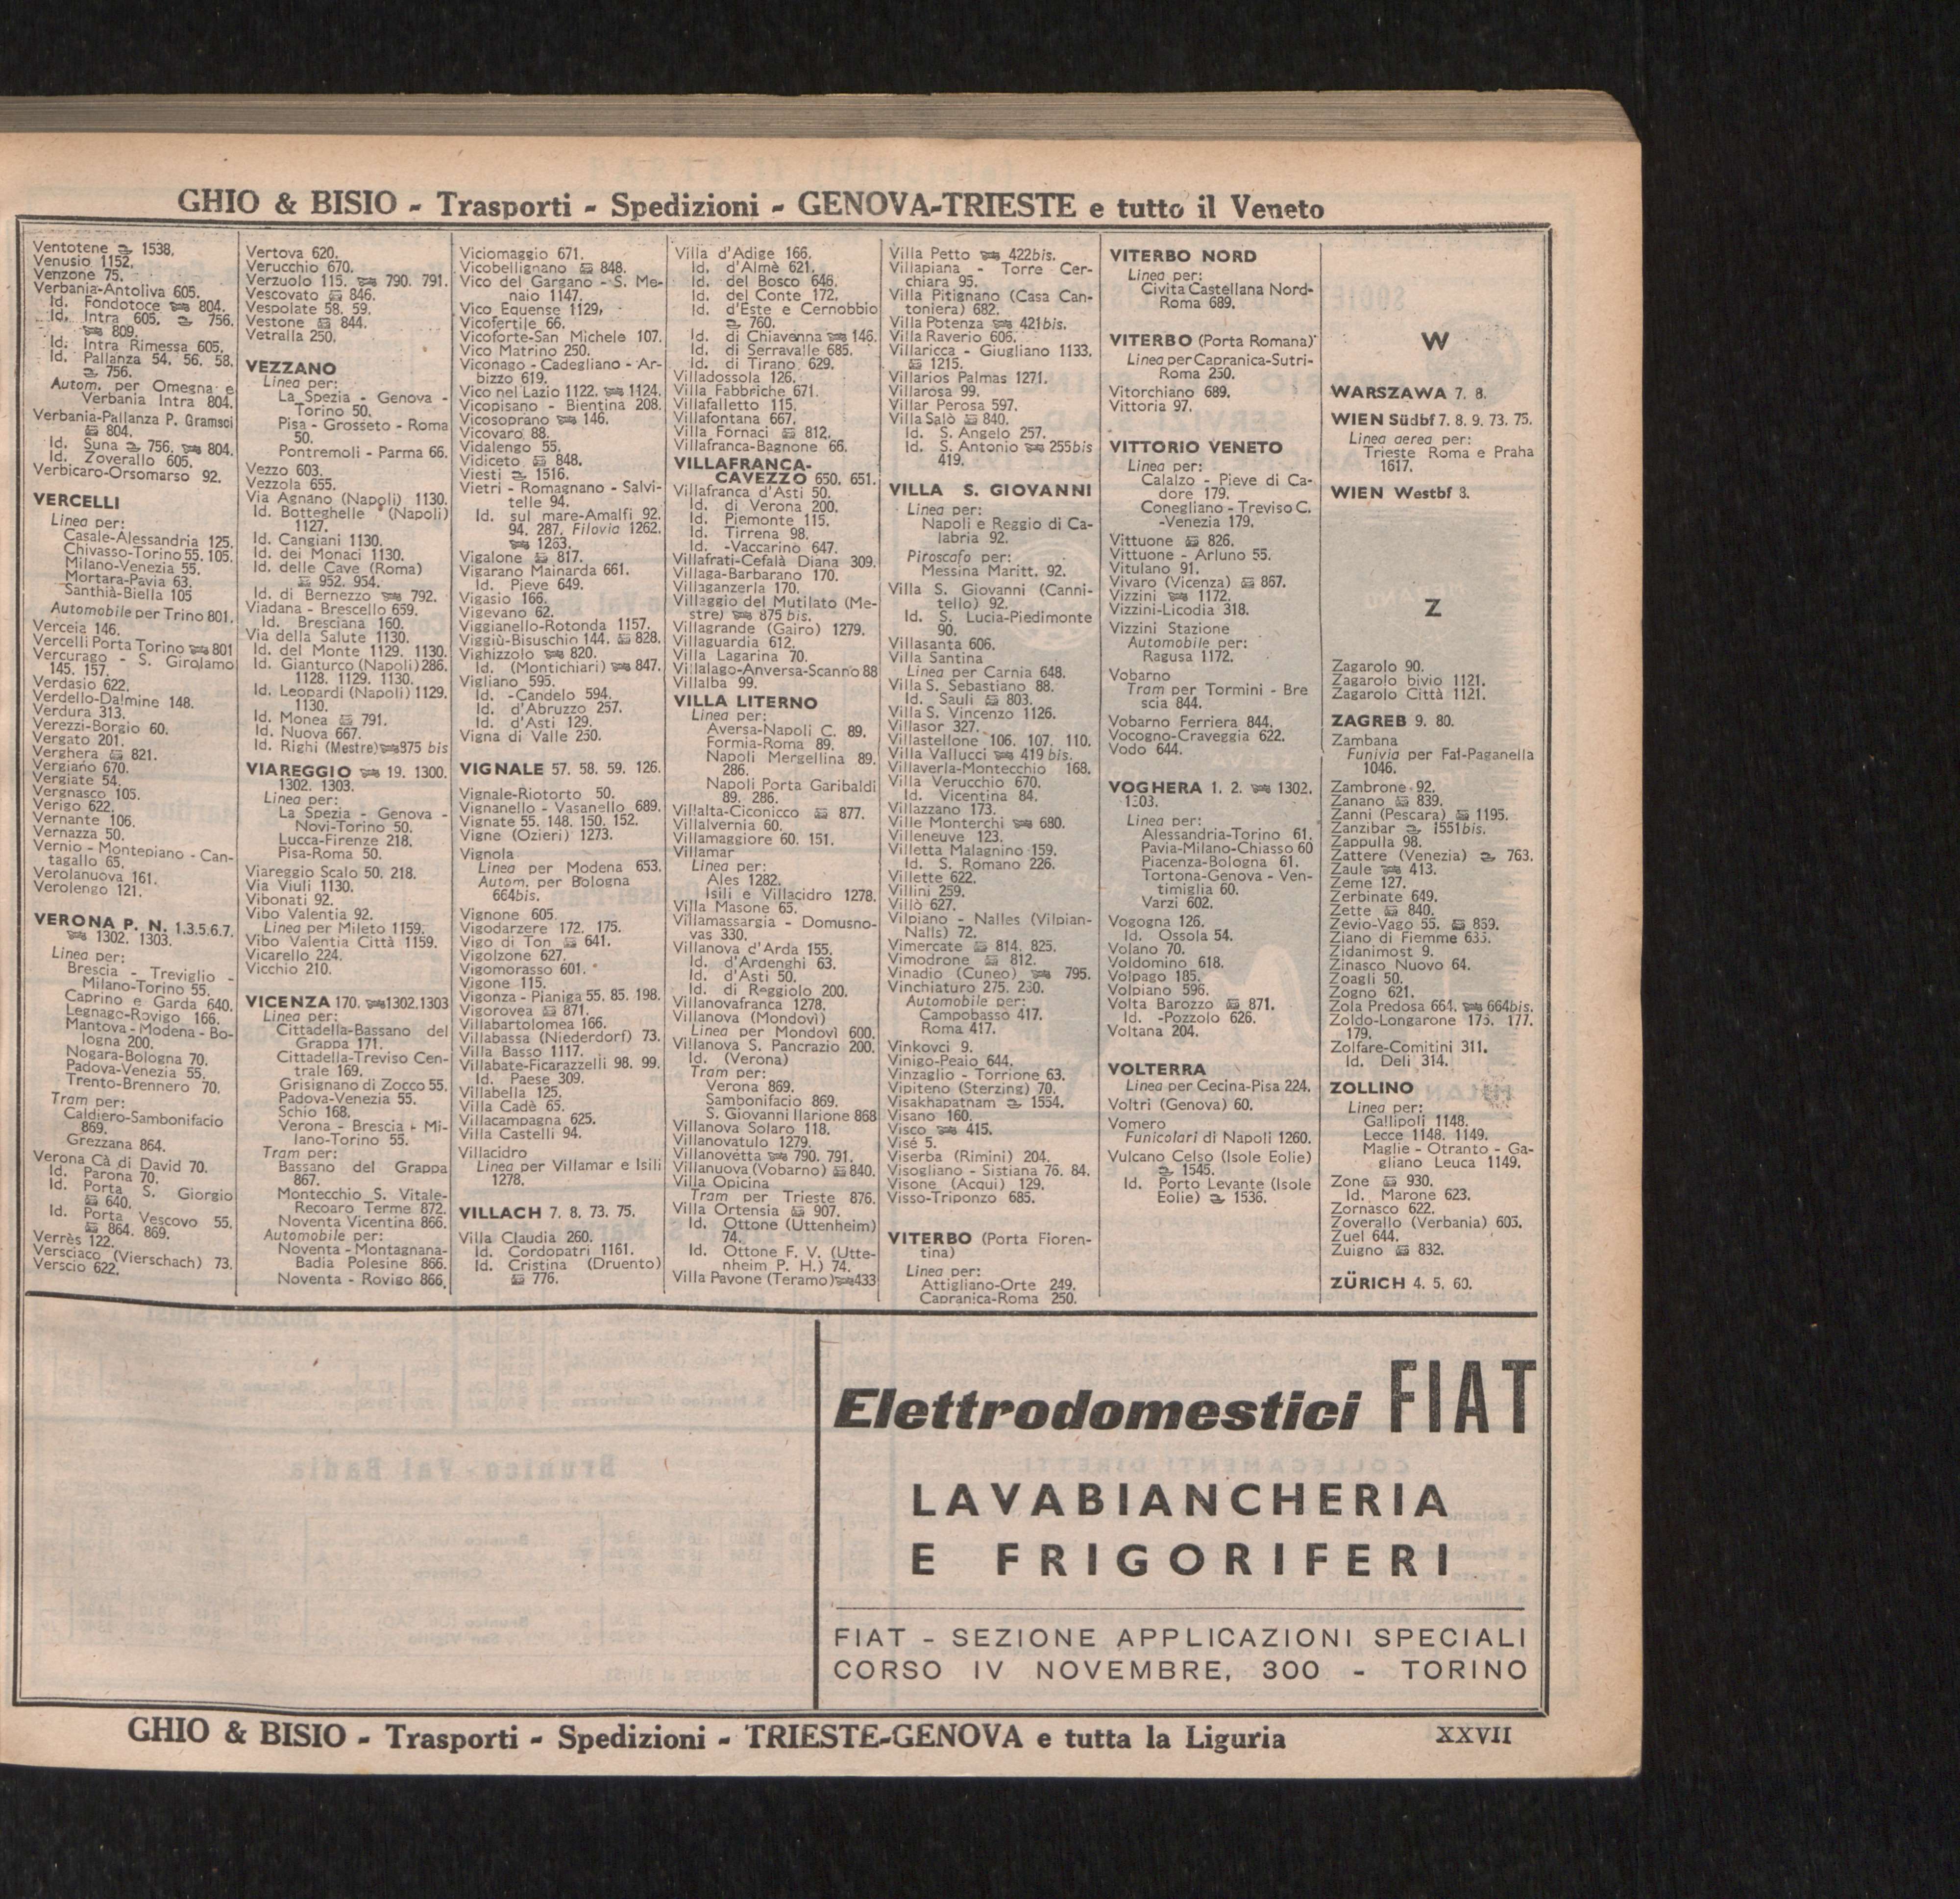 GHIO & BISIO - Trasporti - Spedizioni - GENOVA-TRIESTE e tutto il Veneto
Ventotene 1538.
Venusio 1152.
Venzone 75.
Verbania-Antoliva 605.
Id. Fondotoce 804.
Id. Intra 605. 756.
809.
Id. Intra Rimessa 605.
Id. Pallanza 54. 56. 58.
756.
Autom. per Omegna e
Verbania Intra 804.
Verbania-Pallanza P. Gramsci
804.
Id. Suna 756. 804.
Id. Zoverallo 605.
Verbicaro-Orsomarso 92.
VERCELLI
Linea per:
Casale-Alessandria 125.
Chivasso-Torino 55. 105.
Milano-Venezia 55.
Mortara-Pavia 63.
Santhià-Biella 105
Automobile per Trino 801.
Verceia 146.
Vercelli Porta Torino 801
Vercurago - S. Girolamo
145. 157.
Verdasio 622.
Verdello-Dalmine 148.
Verdura 313.
Verezzi-Borgio 60.
Vergato 201.
Verghera 821.
Vergiano 670.
Vergiate 54.
Vergnasco 105.
Verigo 622.
Vernante 106.
Vernazza 50.
Vernio - Montepiano - Can-
tagallo 65.
Verolanuova 161.
Verolengo 121.
VERONA P. N. 1.3.5.6.7.
1302. 1303.
Linea per:
Brescia - Treviglio -
Milano-Torino 55.
Caprino e Garda 640.
Legnago-Rovigo 166.
Mantova - Modena - Bo-
logna 200.
Nogara-Bologna 70.
Padova-Venezia 55.
Trento-Brennero 70.
Tram per:
Caldiero-Sambonifacio
869.
Grezzana 864.
Verona Cà di David 70.
Id. Parona 70.
Id. Porta S. Giorgio
640.
Id. Porta Vescovo 55.
864. 869.
Verrès 122.
Versciaco (Vierschach) 73.
Verscio 622.
Vertova 620.
Verucchio 670.
Verzuolo 115. 790. 791.
Vescovato 846.
Vespolate 58. 59.
Vestone 844.
Vetralla 250.
VEZZANO
Linea per:
La Spezia - Genova -
Torino 50.
Pisa - Grosseto - Roma
50.
Pontremoli - Parma 66.
Vezzo 603.
Vezzola 655.
Via Agnano (Napoli) 1130.
Id. Botteghelle (Napoli)
1127.
Id. Cangiani 1130.
Id. dei Monaci 1130.
Id. delle Cave (Roma)
952. 954.
Id. di Bernezzo 792.
Viadana - Brescello 659.
Id. Bresciana 160.
Via della Salute 1130.
Id. del Monte 1129. 1130.
Id. Gianturco (Napoli) 286.
1128. 1129. 1130.
Id. Leopardi (Napoli) 1129.
1130.
Id. Monea 791.
Id. Nuova 667.
Id. Righi (Mestre) 875 bis
VIAREGGIO 19. 1300.
1302. 1303.
Linea per:
La Spezia - Genova -
Novi-Torino 50.
Lucca-Firenze 218.
Pisa-Roma 50.
Viareggio Scalo 50. 218.
Via Viuli 1130.
Vibonati 92.
Vibo Valentia 92.
Linea per Mileto 1159.
Vibo Valentia Città 1159.
Vicarello 224.
Vicchio 210.
VICENZA 170. 1302.1303
Linea per:
Cittadella-Bassano del
Grappa 171.
Cittadella-Treviso Cen-
trale 169.
Grisignano di Zocco 55.
Padova-Venezia 55.
Schio 168.
Verona - Brescia - Mi-
lano-Torino 55.
Tram per:
Bassano del Grappa
867.
Montecchio S. Vitale-
Recoaro Terme 872.
Noventa Vicentina 866.
Automobile per:
Noventa - Montagnana-
Badia Polesine 866.
Noventa - Rovigo 866.
Viciomaggio 671.
Vicobellignano 848.
Vico del Gargano - S. Me-
naio 1147.
Vico Equense 1129,
Vicofertile 66.
Vicoforte-San Michele 107.
Vico Matrino 250.
Viconago - Cadegliano - Ar-
bizzo 619.
Vico nel Lazio 1122. 1124.
Vicopisano - Bientina 208.
Vicosoprano 146.
Vicovaro 88.
Vidalengo 55.
Vidiceto 848.
Viesti 1516.
Vietri - Romagnano - Salvi-
telle 94.
Id. sul mare-Amalfi 92.
94. 287. Filovia 1262.
1263.
Vigalone 817.
Vigarano Mainarda 661.
Id. Pieve 649.
Vigasio 166.
Vigevano 62.
Viggianello-Rotonda 1157.
Viggiù-Bisuschio 144. 828.
Vighizzolo 820.
Id. (Montichiari) 847.
Vigliano 595.
Id. -Candelo 594.
Id. d'Abruzzo 257.
Id. d'Asti 129.
Vigna di Valle 250.
VIGNALE 57. 58. 59. 126.
Vignale-Riotorto 50.
Vignanello - Vasanello 689.
Vignate 55. 148. 150. 152.
Vigne (Ozieri) 1273.
Vignola
Linea per Modena 653.
Autom. per Bologna
664bis.
Vignone 605.
Vigodarzere 172. 175.
Vigo di Ton 641.
Vigolzone 627.
Vigomorasso 601.
Vigone 115.
Vigonza - Pianiga 55. 85. 198.
Vigorovea 871.
Villabartolomea 166.
Villabassa (Niederdorf) 73.
Villa Basso 1117.
Villabate-Ficarazzelli 98. 99.
Id. Paese 309.
Villabella 125.
Villa Cadè 65.
Villacampagna 625.
Villa Castelli 94.
Villacidro
Linea per Villamar e Isili
1278.
VILLACH 7. 8. 73. 75.
Villa Claudia 260.
Id. Cordopatri 1161.
Id. Cristina (Druento)
776.
Villa d'Adige 166.
Id. d'Almè 621.
Id. del Bosco 646.
Id. del Conte 172.
Id. d'Este e Cernobbio
760.
Id. di Chiavenna 146.
Id. di Serravalle 685.
Id. di Tirano 629.
Villadossola 126.
Villa Fabbriche 671.
Villafalletto 115.
Villafontana 667.
Villa Fornaci 812.
Villafranca-Bagnone 66.
VILLAFRANCA-
CAVEZZO 650. 651.
Villafranca d'Asti 50.
Id. di Verona 200.
Id. Piemonte 115.
Id. Tirrena 98.
Id. -Vaccarino 647.
Villafrati-Cefalà Diana 309.
Villaga-Barbarano 170.
Villaganzerla 170.
Villaggio del Mutilato (Me-
stre) 875 bis.
Villagrande (Gairo) 1279.
Villaguardia 612.
Villa Lagarina 70.
Villalago-Anversa-Scanno 88
Villalba 99.
VILLA LITERNO
Linea per:
Aversa-Napoli C. 89.
Formia-Roma 89.
Napoli Mergellina 89.
286.
Napoli Porta Garibaldi
89. 286.
Villalta-Ciconicco 877.
Villalvernia 60.
Villamaggiore 60. 151.
Villamar
Linea per:
Ales 1282.
Isili e Villacidro 1278.
Villa Masone 65.
Villamassargia - Domusno-
vas 330.
Villanova d'Arda 155.
Id. d'Ardenghi 63.
Id. d'Asti 50.
Id. di Reggiolo 200.
Villanovafranca 1278.
Villanova (Mondovì)
Linea per Mondovì 600.
Villanova S. Pancrazio 200.
Id. (Verona)
Tram per:
Verona 869.
Sambonifacio 869.
S. Giovanni Ilarione 868
Villanova Solaro 118.
Villanovatulo 1279.
Villanovetta 790. 791.
Villanuova (Vobarno) 840.
Villa Opicina
Tram per Trieste 876.
Villa Ortensia 907.
Id. Ottone (Uttenheim)
74.
Id. Ottone F. V. (Utte-
nheim P. H.) 74.
Villa Pavone (Teramo) 433
Villa Petto 422bis.
Villapiana - Torre Cer-
chiara 95.
Villa Pitignano (Casa Can-
toniera) 682.
Villa Potenza 421bis.
Villa Raverio 606.
Villaricca - Giugliano 1133.
1215.
Villarios Palmas 1271.
Villarosa 99.
Villar Perosa 597.
Villa Salò 840.
Id. S. Angelo 257.
Id. S. Antonio 255bis
419.
VILLA S. GIOVANNI
Linea per:
Napoli e Reggio di Ca-
labria 92.
Piroscafo per:
Messina Maritt. 92.
Villa S. Giovanni (Canni-
tello) 92.
Id. S. Lucia-Piedimonte
90.
Villasanta 606.
Villa Santina
Linea per Carnia 648.
Villa S. Sebastiano 88.
Id. Sauli 803.
Villa S. Vincenzo 1126.
Villasor 327.
Villastellone 106. 107. 110.
Villa Vallucci 419 bis.
Villaverla-Montecchio 168.
Villa Verucchio 670.
Id. Vicentina 84.
Villazzano 173.
Ville Monterchi 680.
Villeneuve 123.
Villetta Malagnino 159.
Id. S. Romano 226.
Villette 622.
Villini 259.
Villò 627.
Vilpiano - Nalles (Vilpian-
Nalls) 72.
Vimercate 814. 825.
Vimodrone 812.
Vinadio (Cuneo) 795.
Vinchiaturo 275. 230.
Automobile per:
Campobasso 417.
Roma 417.
Vinkovci 9.
Vinigo-Peaio 644.
Vinzaglio - Torrione 63.
Vipiteno (Sterzing) 70.
Visakhapatnam 1554.
Visano 160.
Visco 415.
Visé 5.
Viserba (Rimini) 204.
Visogliano - Sistiana 76. 84.
Visone (Acqui) 129.
Visso-Triponzo 685.
VITERBO (Porta Fioren-
tina)
Linea per:
Attigliano-Orte 249.
Capranica-Roma 250.
VITERBO NORD
Linea per:
Civita Castellana Nord-
Roma 689.
VITERBO (Porta Romana)
Linea per Capranica-Sutri-
Roma 250.
Vitorchiano 689.
Vittoria 97.
VITTORIO VENETO
Linea per:
Calalzo - Pieve di Ca-
dore 179.
Conegliano - Treviso C.
-Venezia 179.
Vittuone 826.
Vittuone - Arluno 55.
Vitulano 91.
Vivaro (Vicenza) 867.
Vizzini 1172.
Vizzini-Licodia 318.
Vizzini Stazione
Automobile per:
Ragusa 1172.
Vobarno
Tram per Tormini - Bre
scia 844.
Vobarno Ferriera 844.
Vocogno-Craveggia 622.
Vodo 644.
VOGHERA 1. 2. 1302.
1303.
Linea per:
Alessandria-Torino 61.
Pavia-Milano-Chiasso 60
Piacenza-Bologna 61.
Tortona-Genova - Ven-
timiglia 60.
Varzi 602.
Vogogna 126.
Id. Ossola 54.
Volano 70.
Voldomino 618.
Volpago 185.
Volpiano 596.
Volta Barozzo 871.
Id. -Pozzolo 626.
Voltana 204.
VOLTERRA
Linea per Cecina-Pisa 224.
Voltri (Genova) 60.
Vomero
Funicolari di Napoli 1260.
Vulcano Celso (Isole Eolie)
1545.
Id. Porto Levante (Isole
Eolie) 1536.
W
WARSZAWA 7. 8.
WIEN Südbf 7. 8. 9. 73. 75.
Linea aerea per:
Trieste Roma e Praha
1617.
WIEN Westbf 8.
Z
Zagarolo 90.
Zagarolo bivio 1121.
Zagarolo Città 1121.
ZAGREB 9. 80.
Zambana
Funivia per Fai-Paganella
1046.
Zambrone 92.
Zanano 839.
Zanni (Pescara) 1195.
Zanzibar 1551bis.
Zappulla 98.
Zattere (Venezia) 763.
Zaule 413.
Zeme 127.
Zerbinate 649.
Zette 840.
Zevio-Vago 55. 859.
Ziano di Fiemme 635.
Zidanimost 9.
Zinasco Nuovo 64.
Zoagli 50.
Zogno 621.
Zola Predosa 664. 664bis.
Zoldo-Longarone 175. 177.
179.
Zolfare-Comitini 311.
Id. Deli 314.
ZOLLINO
Linea per:
Gallipoli 1148.
Lecce 1148. 1149.
Maglie - Otranto - Ga-
gliano Leuca 1149.
Zone 930.
Id. Marone 623.
Zornasco 622.
Zoverallo (Verbania) 605.
Zuel 644.
Zuigno 832.
ZÜRICH 4. 5. 60.
Elettrodomestici FIAT
LAVABIANCHERIA
E FRIGORIFERI
FIAT - SEZIONE APPLICAZIONI SPECIALI
CORSO IV NOVEMBRE, 300 - TORINO
GHIO & BISIO - Trasporti - Spedizioni - TRIESTE-GENOVA e tutta la Liguria
XXVII